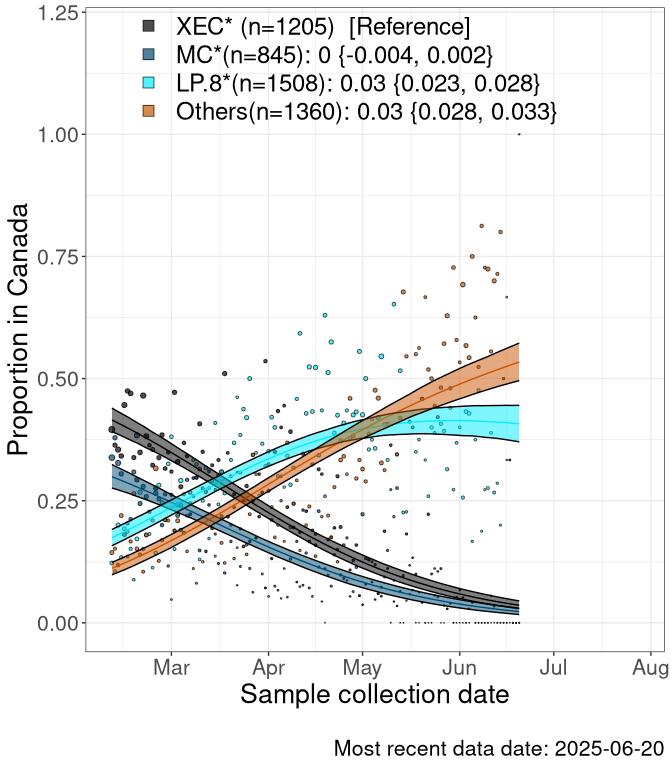 XEC* (n=1205)  [Reference]
MC*(n=845): 0 {-0.004, 0.002}
LP.8*(n=1508): 0.03 {0.023, 0.028}
Others(n=1360): 0.03 {0.028, 0.033}
Proportion in Canada
1.25
1.00
0.75
0.50
0.25
0.00
Mar Apr May Jun Jul Aug
Sample collection date
Most recent data date: 2025-06-20